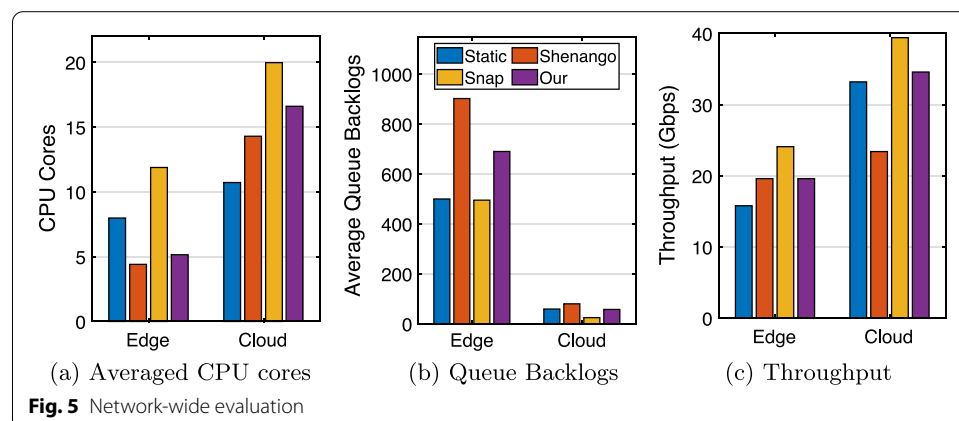 CPU Cores
20
15
10
5
0
Edge Cloud
(a) Averaged CPU cores
Average Queue Backlogs
1000
800
600
400
200
0
Static Shenango
Snap Our
Edge Cloud
(b) Queue Backlogs
Throughput (Gbps)
40
30
20
10
0
Edge Cloud
(c) Throughput
Fig. 5 Network-wide evaluation